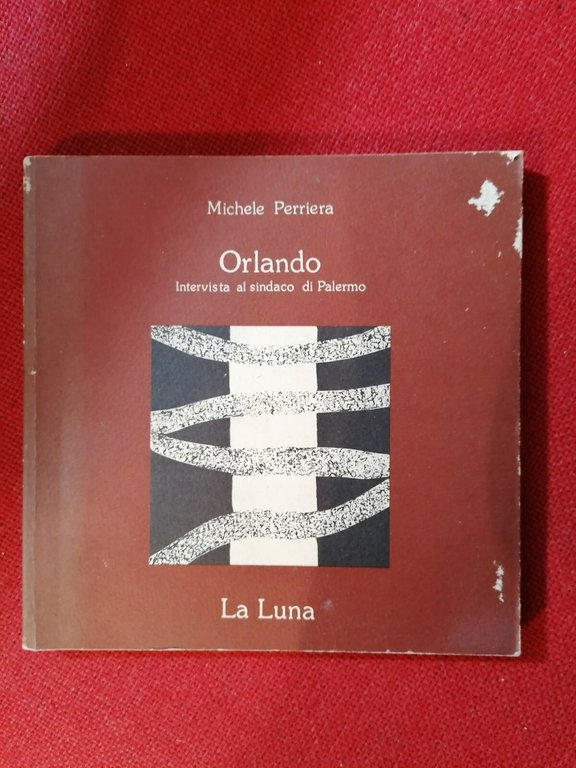 Michele Perriera
Orlando
Intervista al sindaco di Palermo
La Luna